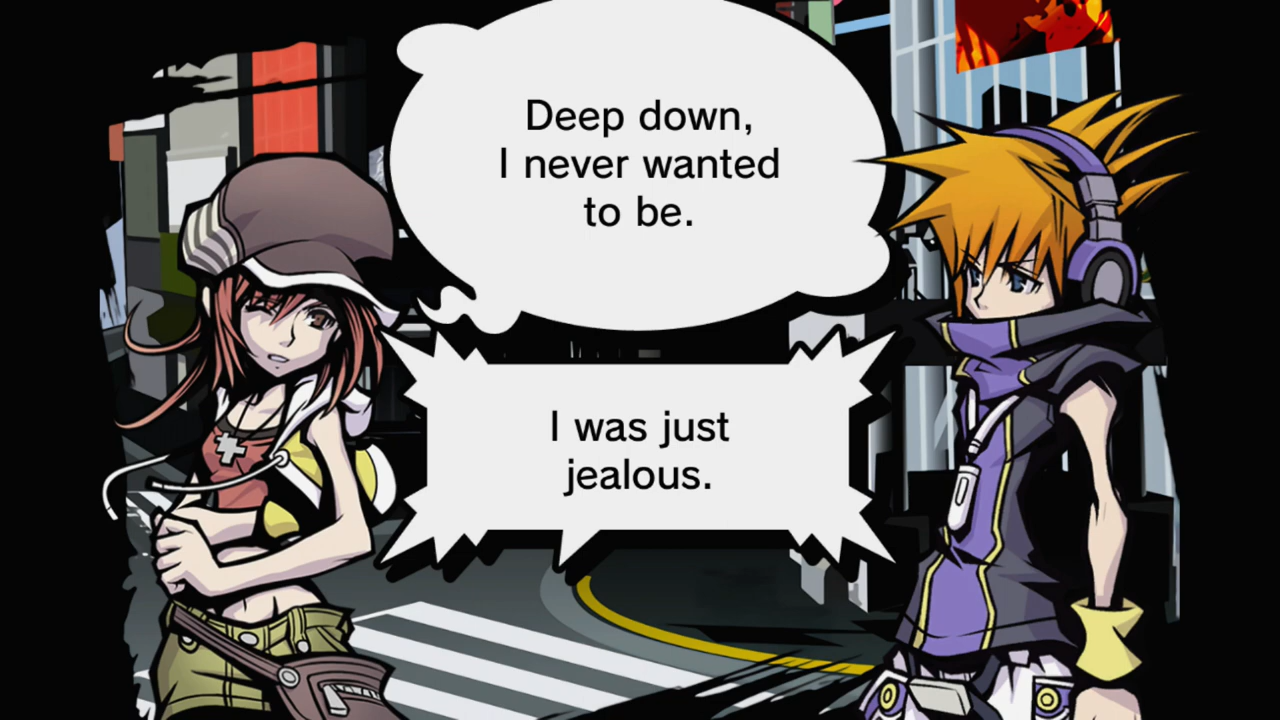 Deep down,
I never wanted
to be.
I was just
jealous.